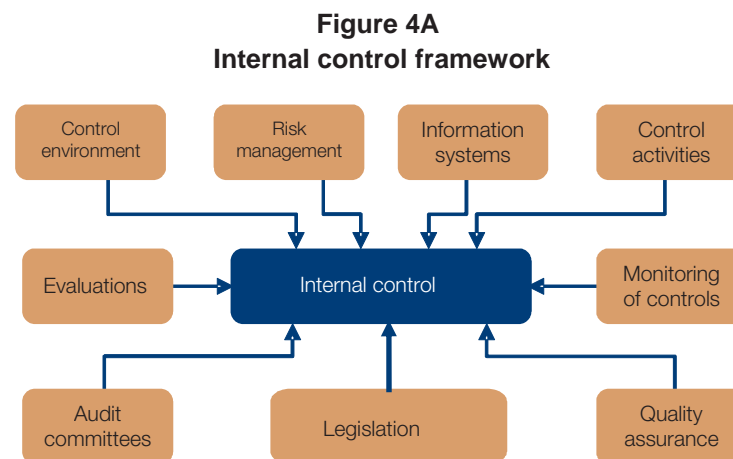 Figure 4A
Internal control framework
Control
environment
Risk
management
Information
systems
Control
activities
Evaluations
Internal control
Monitoring
of controls
Audit
committees
Legislation
Quality
assurance